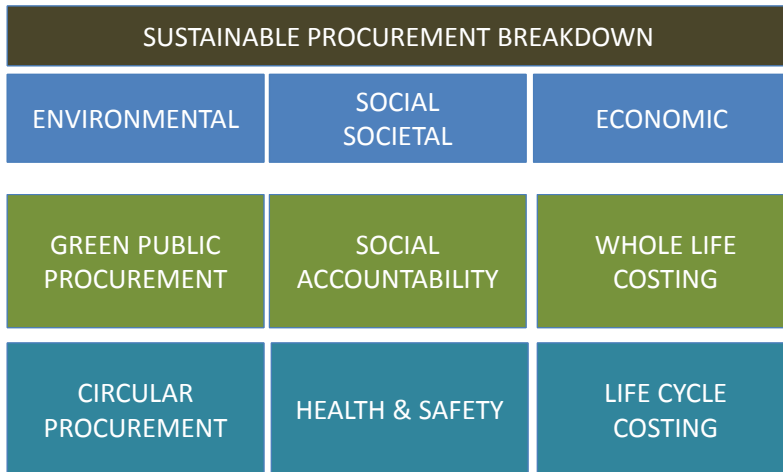 SUSTAINABLE PROCUREMENT BREAKDOWN
ENVIRONMENTAL
SOCIAL
SOCIETAL
ECONOMIC
GREEN PUBLIC
PROCUREMENT
SOCIAL
ACCOUNTABILITY
WHOLE LIFE
COSTING
CIRCULAR
PROCUREMENT
HEALTH & SAFETY
LIFE CYCLE
COSTING